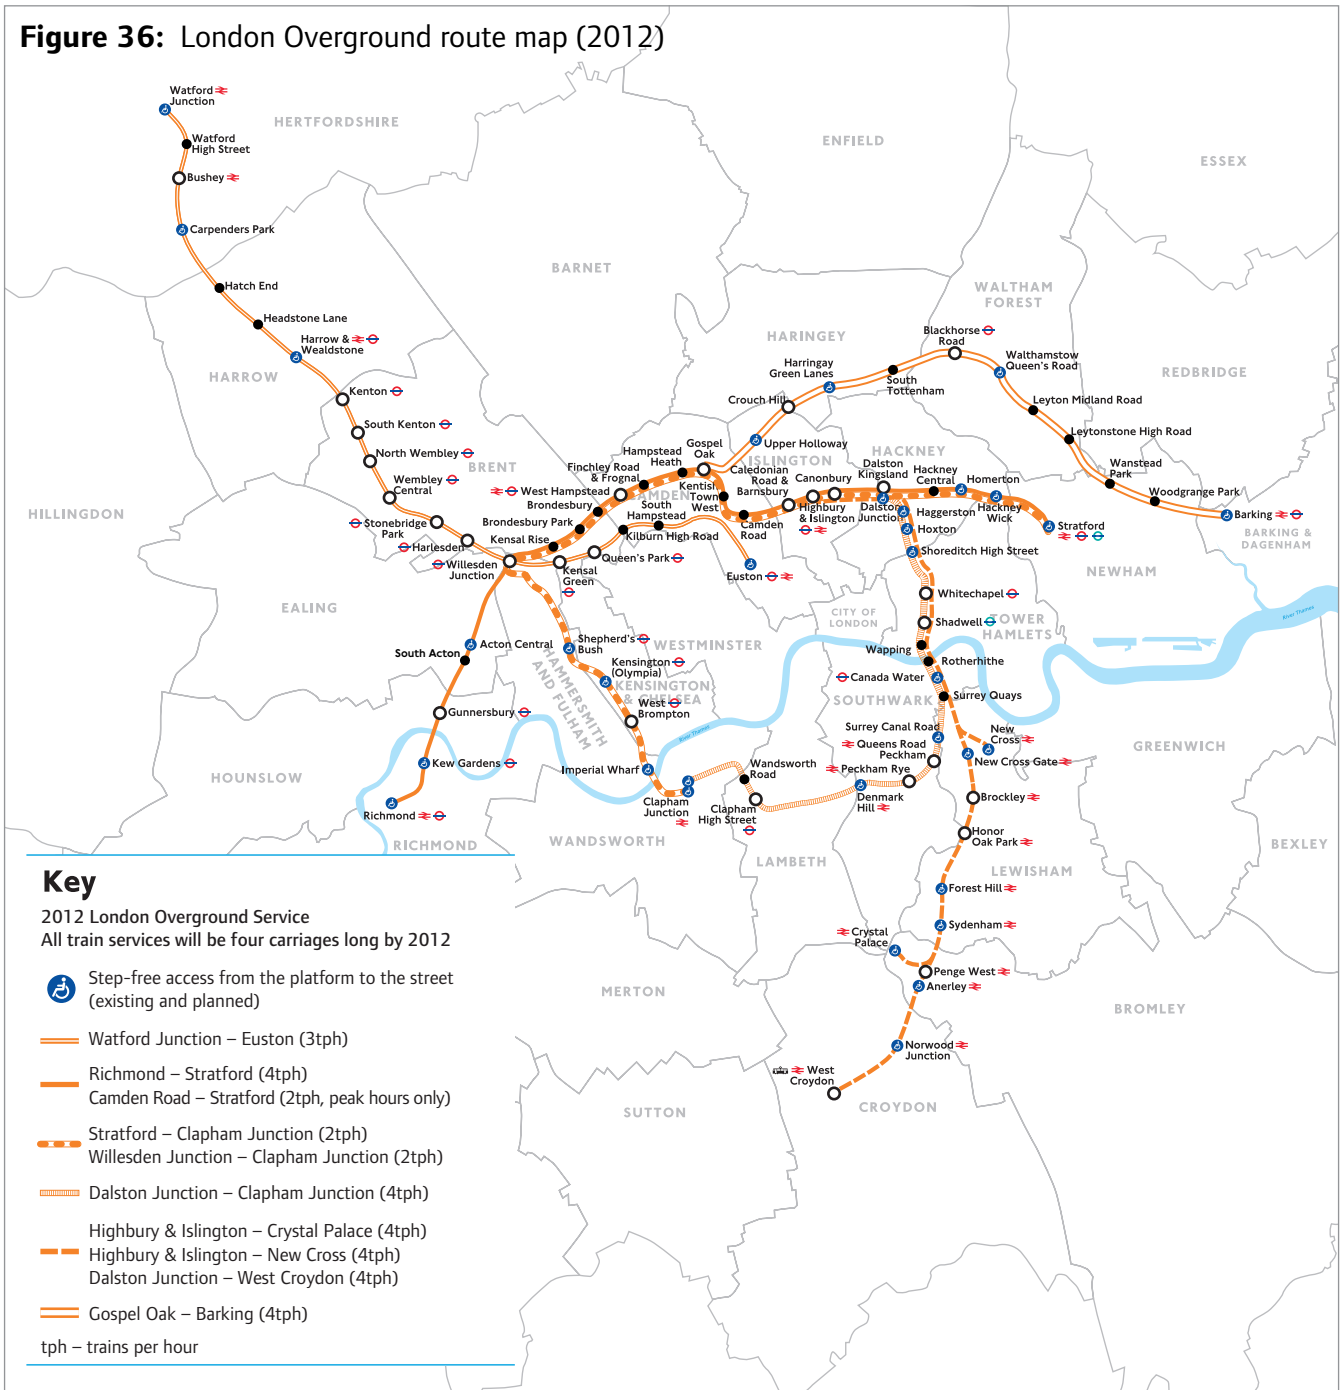 Figure 36: London Overground route map (2012)
Watford
Junction
HERTFORDSHIRE
Watford
High Street
ENFIELD
ESSEX
Bushey
Carpenders Park
BARNET
Hatch End
WALTHAM
FOREST
Headstone Lane
Blackhorse
Road
HARINGEY
Harrow &
Wealdstone
Harringay
Green Lanes
Walthamstow
Queen's Road
HARROW
REDBRIDGE
South
Tottenham
Kenton
Crouch Hill
Leyton Midland Road
South Kenton
Leytonstone High Road
Gospel
Oak
Upper Holloway
HACKNEY
North Wembley
BRENT
Hampstead
Heath
ISLINGTON
Dalston
Kingsland
Hackney
Central
Wanstead
Park
Finchley Road
& Frognal
Caledonian
Road &
Barnsbury
Canonbury
Homerton
Wembley
Central
West Hampstead
CAMDEN
Kentish
Town
West
Woodgrange Park
Brondesbury
South
Hampstead
Highbury
& Islington
Dalston
Junction
Haggerston
Hackney
Wick
Barking
HILLINGDON
Stonebridge
Park
Brondesbury Park
Camden
Road
Hoxton
Stratford
BARKING &
DAGENHAM
Kensal Rise
Kilburn High Road
Harlesden
Queen's Park
Shoreditch High Street
Willesden
Junction
Kensal
Green
Euston
NEWHAM
EALING
Whitechapel
CITY OF
LONDON
Shadwell
TOWER
HAMLETS
River Thames
Acton Central
Shepherd's
Bush
WESTMINSTER
Wapping
South Acton
Kensington
(Olympia)
Rotherhithe
HAMMERSMITH
AND FULHAM
KENSINGTON
& CHELSEA
Canada Water
SOUTHWARK
Surrey Quays
Gunnersbury
West
Brompton
River Thames
Surrey Canal Road
New
Cross
GREENWICH
Queens Road
Peckham
New Cross Gate
HOUNSLOW
Kew Gardens
Imperial Wharf
Wandsworth
Road
Peckham Rye
Richmond
Clapham
Junction
Clapham
High Street
Denmark
Hill
Brockley
RICHMOND
WANDSWORTH
Honor
Oak Park
BEXLEY
LAMBETH
LEWISHAM
Forest Hill
Sydenham
Crystal
Palace
Penge West
MERTON
Anerley
BROMLEY
Norwood
Junction
West
Croydon
SUTTON
CROYDON
Key
2012 London Overground Service
All train services will be four carriages long by 2012
Step-free access from the platform to the street
(existing and planned)
Watford Junction – Euston (3tph)
Richmond – Stratford (4tph)
Camden Road – Stratford (2tph, peak hours only)
Stratford – Clapham Junction (2tph)
Willesden Junction – Clapham Junction (2tph)
Dalston Junction – Clapham Junction (4tph)
Highbury & Islington – Crystal Palace (4tph)
Highbury & Islington – New Cross (4tph)
Dalston Junction – West Croydon (4tph)
Gospel Oak – Barking (4tph)
tph – trains per hour